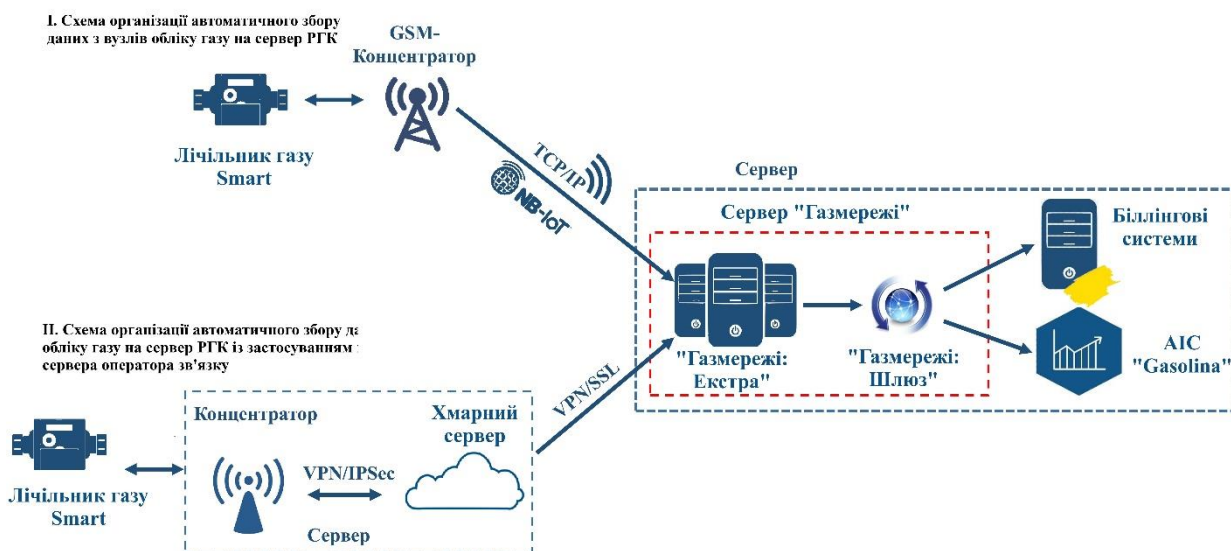 І. Схема організації автоматичного збору
даних з вузлів обліку газу на сервер РГК
GSM-
Концентратор
Лічільник газу
Smart
TCP/IP
NB-IoT
Сервер
Сервер "Газмережі"
"Газмережі:
Екстра"
"Газмережі:
Шлюз"
Біллінгові
системи
АІС
"Gasolina"
ІІ. Схема організації автоматичного збору да
обліку газу на сервер РГК із застосуванням
сервера оператора зв'язку
Концентратор
Хмарний
сервер
VPN/IPSec
VPN/SSL
Сервер
Лічільник газу
Smart